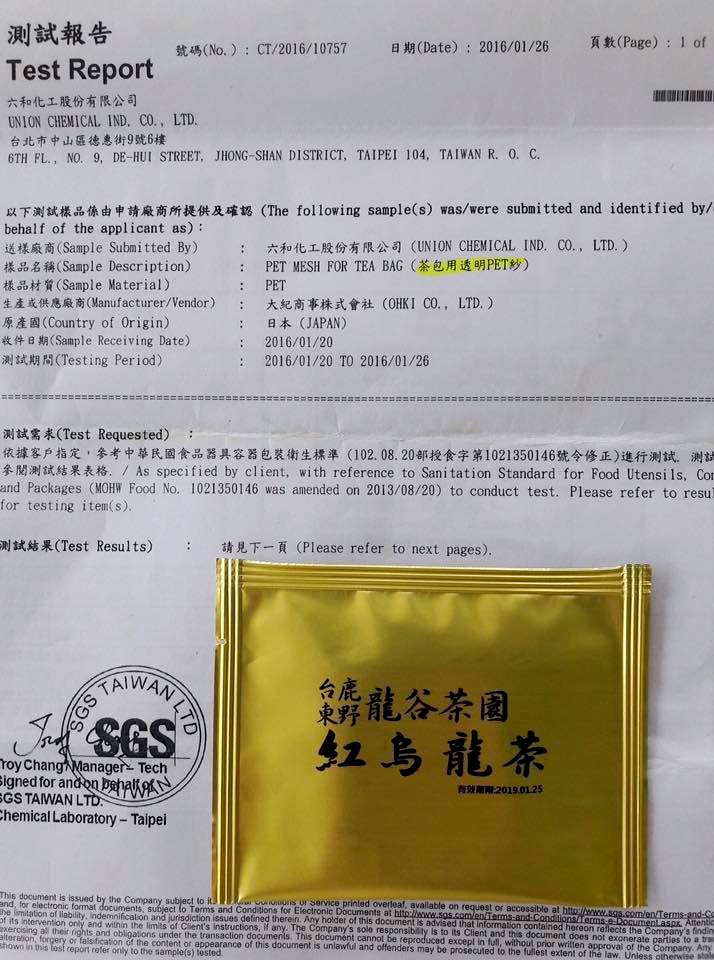 測試報告
Test Report
號碼(No.) : CT/2016/10757 日期(Date) : 2016/01/26 頁數(Page) : 1 of
六和化工股份有限公司
UNION CHEMICAL IND. CO., LTD.
台北市中山區德惠街9號6樓
6TH FL., NO. 9, DE-HUI STREET, JHONG-SHAN DISTRICT, TAIPEI 104, TAIWAN R. O. C.
以下測試樣品係由申請廠商所提供及確認 (The following sample(s) was/were submitted and identified by/
behalf of the applicant as) :
送樣廠商(Sample Submitted By) : 六和化工股份有限公司 (UNION CHEMICAL IND. CO., LTD.)
樣品名稱(Sample Description) : PET MESH FOR TEA BAG (茶包用透明PET紗)
樣品材質(Sample Material) : PET
生產或供應廠商(Manufacturer/Vendor) : 大紀商事株式會社 (OHKI CO., LTD.)
原產國(Country of Origin) : 日本 (JAPAN)
收件日期(Sample Receiving Date) : 2016/01/20
測試期間(Testing Period) : 2016/01/20 TO 2016/01/26
測試需求(Test Requested) :
依據客戶指定, 參考中華民國食品器具容器包裝衛生標準 (102.08.20部授食字第1021350146號令修正)進行測試. 測試
參閱測試結果表格. / As specified by client, with reference to Sanitation Standard for Food Utensils, Con
and Packages (MOHW Food No. 1021350146 was amended on 2013/08/20) to conduct test. Please refer to resul
for testing item(s).
測試結果(Test Results) : 請見下一頁 (Please refer to next pages).
台東 鹿野 龍谷茶園
紅烏龍茶
有效期限:2019.01.25
SGS TAIWAN LTD
SGS
TAIWAN
Troy Chang / Manager – Tech
Signed for and on behalf of
SGS TAIWAN LTD.
Chemical Laboratory – Taipei
This document is issued by the Company subject to its General Conditions of Service printed overleaf, available on request or accessible at http://www.sgs.com/en/Terms-and-Co
and, for electronic format documents, subject to Terms and Conditions for Electronic Documents at http://www.sgs.com/en/Terms-and-Conditions/Terms-e-Document.aspx. Attentio
the limitation of liability, indemnification and jurisdiction issues defined therein. Any holder of this document is advised that information contained hereon reflects the Company's findin
of its intervention only and within the limits of Client's instructions, if any. The Company's sole responsibility is to its Client and this document does not exonerate parties to a tran
exercising all their rights and obligations under the transaction documents. This document cannot be reproduced except in full, without prior written approval of the Company. Any
alteration, forgery or falsification of the content or appearance of this document is unlawful and offenders may be prosecuted to the fullest extent of the law. Unless otherwise state
shown in this test report refer only to the sample(s) tested.